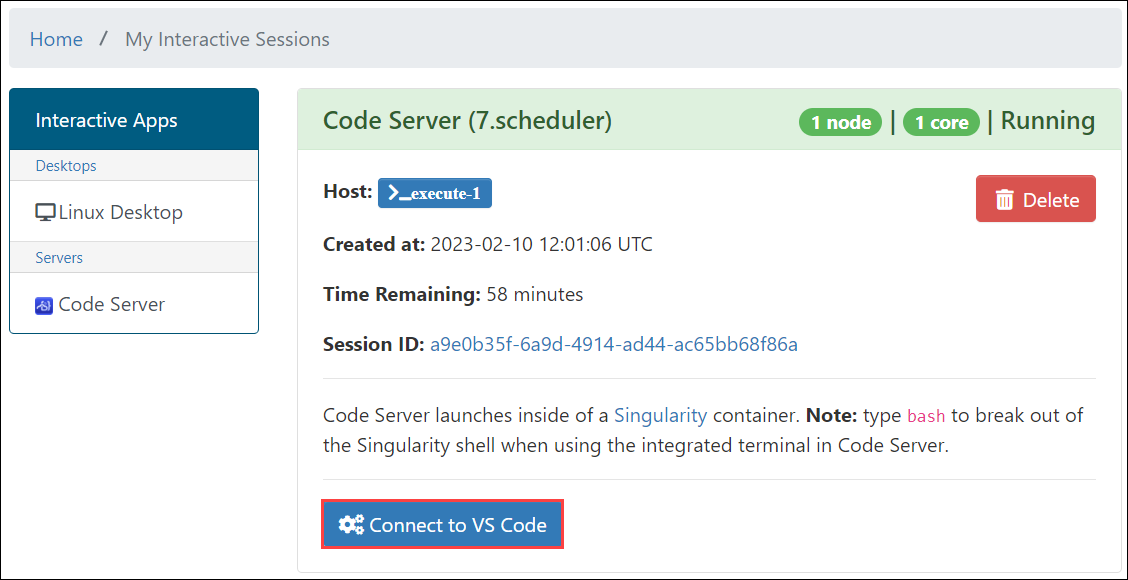 Home / My Interactive Sessions
Interactive Apps
Desktops
Linux Desktop
Servers
Code Server
Code Server (7.scheduler)
1 node | 1 core | Running
Host: >_execute-1
Delete
Created at: 2023-02-10 12:01:06 UTC
Time Remaining: 58 minutes
Session ID: a9e0b35f-6a9d-4914-ad44-ac65bb68f86a
Code Server launches inside of a Singularity container. Note: type bash to break out of
the Singularity shell when using the integrated terminal in Code Server.
Connect to VS Code